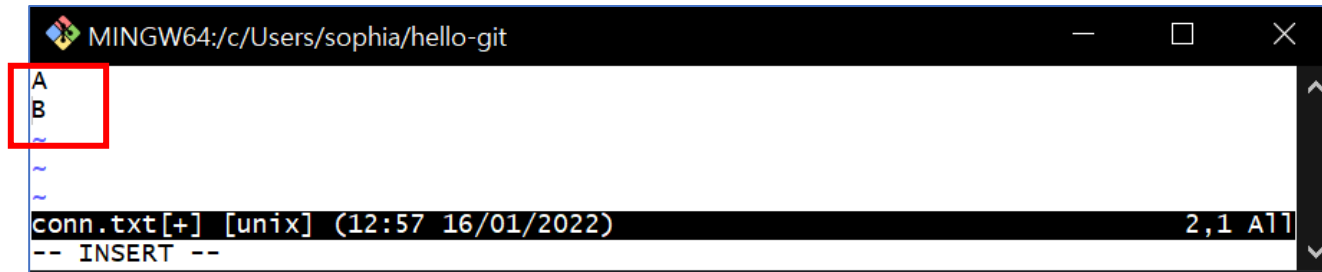 MINGW64:/c/Users/sophia/hello-git
A
B
~
~
~
conn.txt[+] [unix] (12:57 16/01/2022) 2,1 All
-- INSERT --